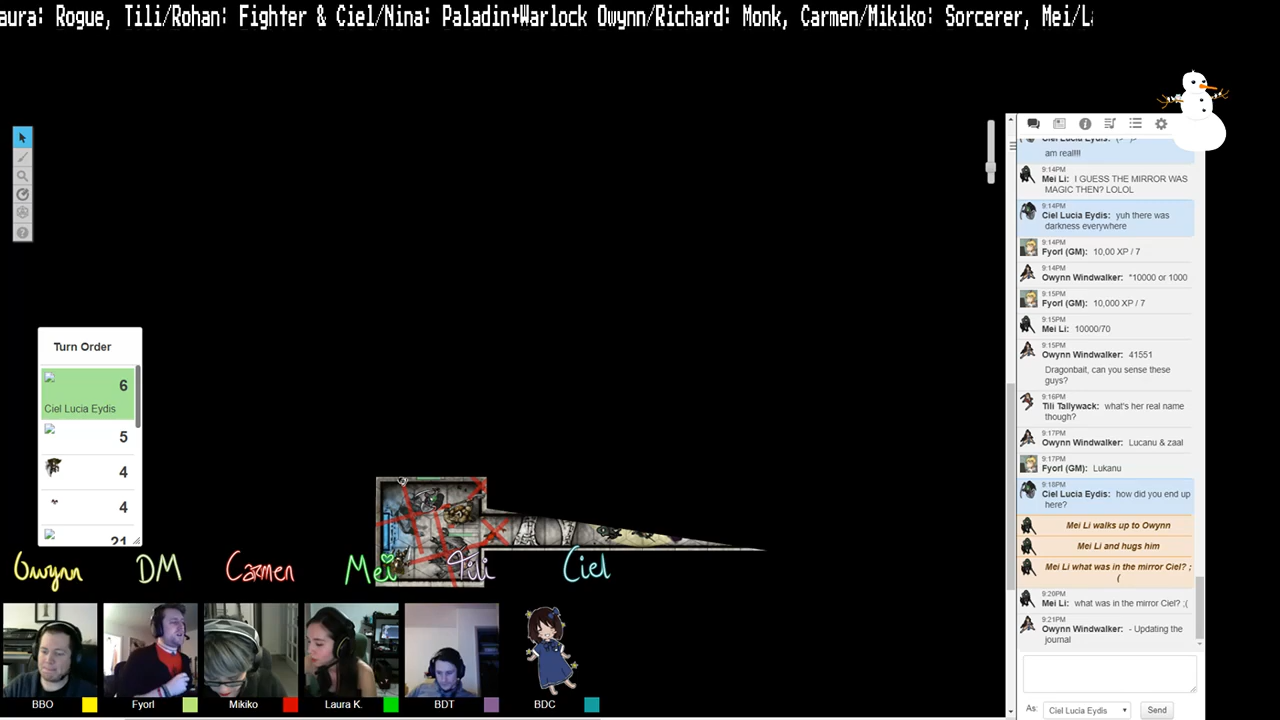 aura: Rogue, Tili/Rohan: Fighter & Ciel/Nina: Paladin+Warlock Owynn/Richard: Monk, Carmen/Mikiko: Sorcerer, Mei/L
Ciel Lucia Eydis:
am real!!!!
9:14PM
Mei Li: I GUESS THE MIRROR WAS
MAGIC THEN? LOLOL
9:14PM
Ciel Lucia Eydis: yuh there was
darkness everywhere
9:14PM
Fyorl (GM): 10,00 XP / 7
9:14PM
Owynn Windwalker: *10000 or 1000
9:15PM
Fyorl (GM): 10,000 XP / 7
9:15PM
Mei Li: 10000/70
9:15PM
Owynn Windwalker: 41551
Dragonbait, can you sense these
guys?
9:16PM
Tili Tallywack: what's her real name
though?
9:17PM
Owynn Windwalker: Lucanu & zaal
9:17PM
Fyorl (GM): Lukanu
9:18PM
Ciel Lucia Eydis: how did you end up
here?
Mei Li walks up to Owynn
Mei Li and hugs him
Mei Li what was in the mirror Ciel? ;
(
9:20PM
Mei Li: what was in the mirror Ciel? ;(
9:21PM
Owynn Windwalker: - Updating the
journal
As: Ciel Lucia Eydis Send
Turn Order
6
Ciel Lucia Eydis
5
4
4
21
Owynn DM Carmen Mei Tili Ciel
BBO Fyorl Mikiko Laura K. BDT BDC